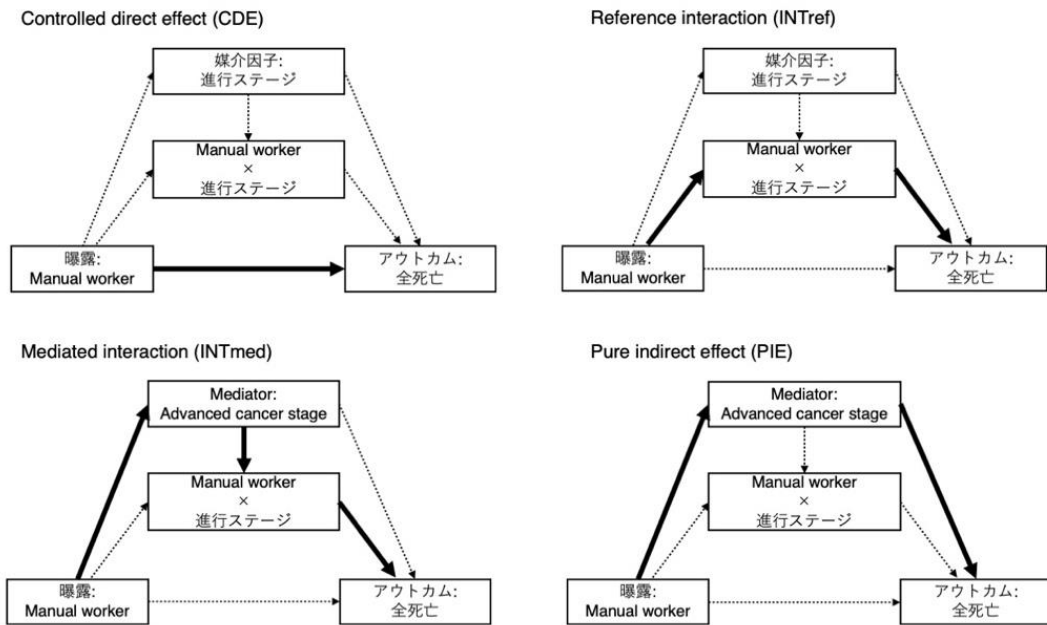 Controlled direct effect (CDE)
媒介因子:
進行ステージ
Manual worker
×
進行ステージ
曝露:
Manual worker
アウトカム:
全死亡
Reference interaction (INTref)
媒介因子:
進行ステージ
Manual worker
×
進行ステージ
曝露:
Manual worker
アウトカム:
全死亡
Mediated interaction (INTmed)
Mediator:
Advanced cancer stage
Manual worker
×
進行ステージ
曝露:
Manual worker
アウトカム:
全死亡
Pure indirect effect (PIE)
Mediator:
Advanced cancer stage
Manual worker
×
進行ステージ
曝露:
Manual worker
アウトカム:
全死亡